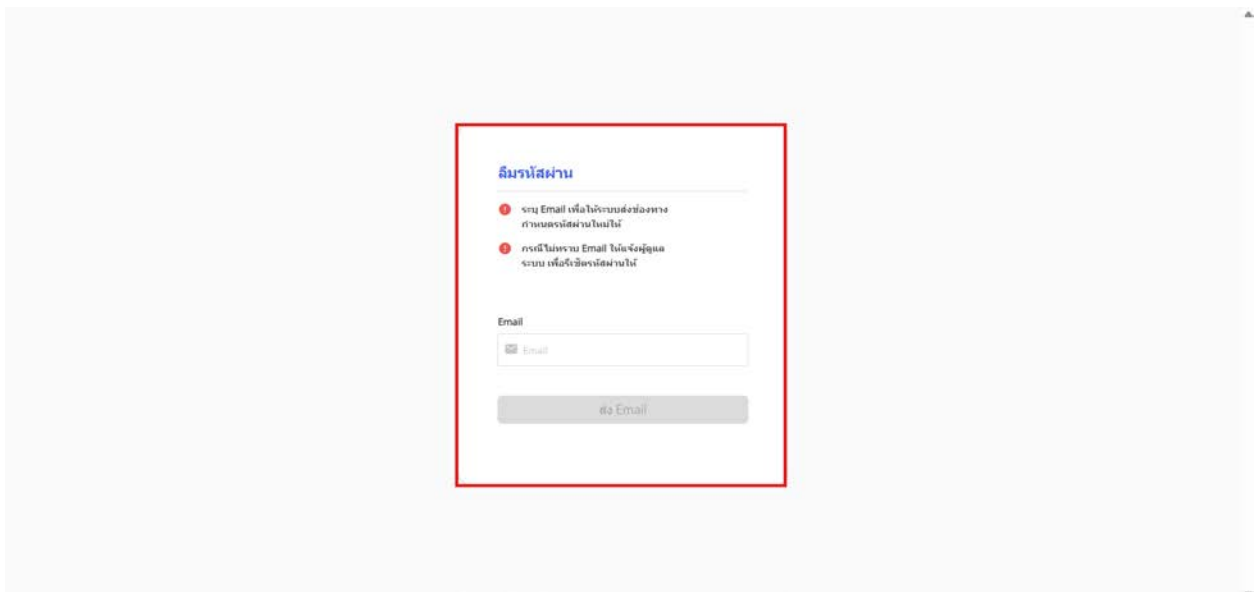 ลืมรหัสผ่าน
ระบุ Email เพื่อให้ระบบส่งช่องทาง
กำหนดรหัสผ่านใหม่ให้
กรณีไม่ทราบ Email ให้แจ้งผู้ดูแล
ระบบ เพื่อรีเซ็ตรหัสผ่านให้
Email
Email
ส่ง Email